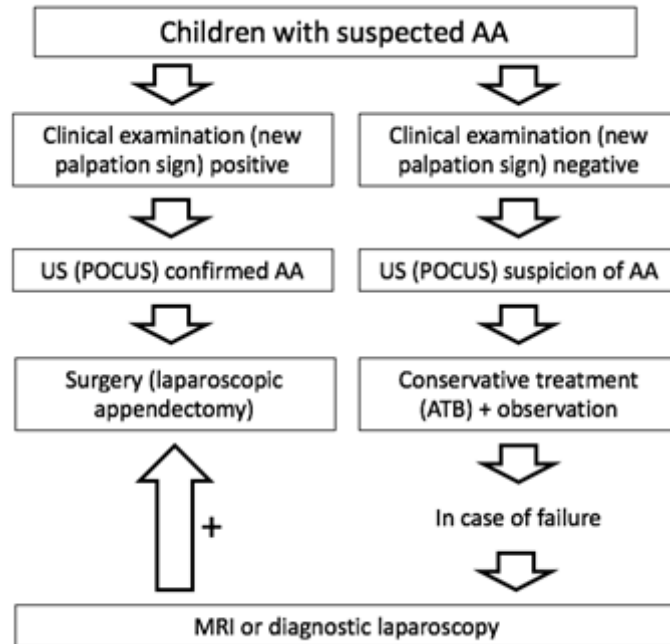 Children with suspected AA
Clinical examination (new
palpation sign) positive
Clinical examination (new
palpation sign) negative
US (POCUS) confirmed AA
US (POCUS) suspicion of AA
Surgery (laparoscopic
appendectomy)
Conservative treatment
(ATB) + observation
+
In case of failure
MRI or diagnostic laparoscopy